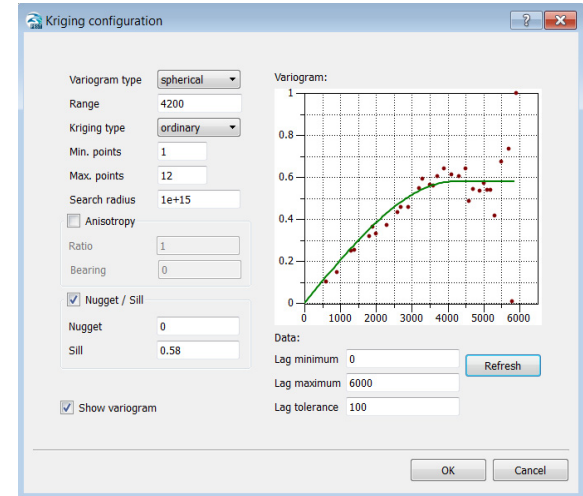 Kriging configuration
Variogram type spherical
Range 4200
Kriging type ordinary
Min. points 1
Max. points 12
Search radius 1e+15
Anisotropy
Ratio 1
Bearing 0
Nugget / Sill
Nugget 0
Sill 0.58
Show variogram
Variogram:
1
0.8
0.6
0.4
0.2
0
0 1000 2000 3000 4000 5000 6000
Data:
Lag minimum 0
Refresh
Lag maximum 6000
Lag tolerance 100
OK Cancel